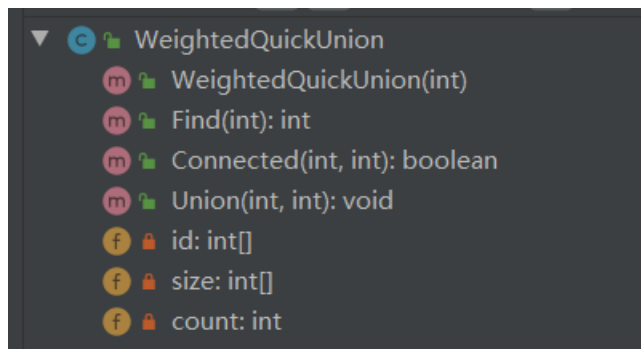 WeightedQuickUnion
WeightedQuickUnion(int)
Find(int): int
Connected(int, int): boolean
Union(int, int): void
id: int[]
size: int[]
count: int